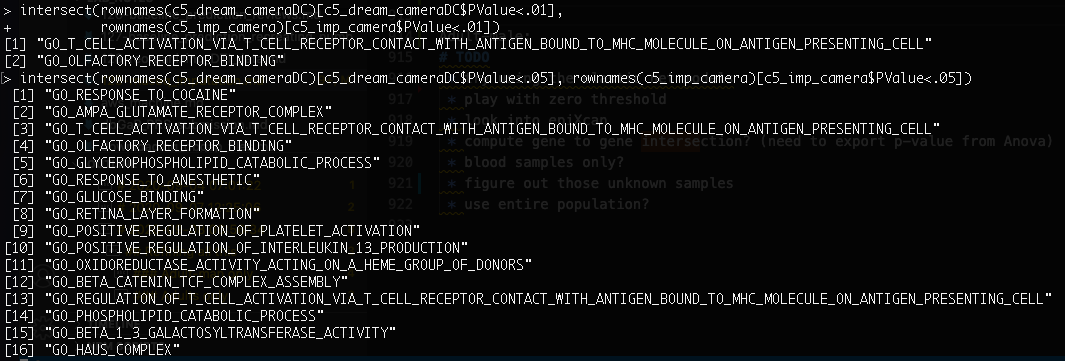 > intersect(rownames(c5_dream_cameraDC)[c5_dream_cameraDC$PValue<.01],
+           rownames(c5_imp_camera)[c5_imp_camera$PValue<.01])
[1] "GO_T_CELL_ACTIVATION_VIA_T_CELL_RECEPTOR_CONTACT_WITH_ANTIGEN_BOUND_TO_MHC_MOLECULE_ON_ANTIGEN_PRESENTING_CELL"
915 # TODO
[2] "GO_OLFACTORY_RECEPTOR_BINDING"
> intersect(rownames(c5_dream_cameraDC)[c5_dream_cameraDC$PValue<.05], rownames(c5_imp_camera)[c5_imp_camera$PValue<.05])
[1] "GO_RESPONSE_TO_COCAINE"
917 * play with zero threshold
[2] "GO_AMPA_GLUTAMATE_RECEPTOR_COMPLEX"
918
[3] "GO_T_CELL_ACTIVATION_VIA_T_CELL_RECEPTOR_CONTACT_WITH_ANTIGEN_BOUND_TO_MHC_MOLECULE_ON_ANTIGEN_PRESENTING_CELL"
[4] "GO_OLFACTORY_RECEPTOR_BINDING"
919 * compute gene to gene intersection? (need to export p-value from Anova)
[5] "GO_GLYCEROPHOSPHOLIPID_CATABOLIC_PROCESS"
920 * blood samples only?
[6] "GO_RESPONSE_TO_ANESTHETIC"
921 * figure out those unknown samples
[7] "GO_GLUCOSE_BINDING"
922 * use entire population?
[8] "GO_RETINA_LAYER_FORMATION"
[9] "GO_POSITIVE_REGULATION_OF_PLATELET_ACTIVATION"
[10] "GO_POSITIVE_REGULATION_OF_INTERLEUKIN_13_PRODUCTION"
[11] "GO_OXIDOREDUCTASE_ACTIVITY_ACTING_ON_A_HEME_GROUP_OF_DONORS"
[12] "GO_BETA_CATENIN_TCF_COMPLEX_ASSEMBLY"
[13] "GO_REGULATION_OF_T_CELL_ACTIVATION_VIA_T_CELL_RECEPTOR_CONTACT_WITH_ANTIGEN_BOUND_TO_MHC_MOLECULE_ON_ANTIGEN_PRESENTING_CELL"
[14] "GO_PHOSPHOLIPID_CATABOLIC_PROCESS"
[15] "GO_BETA_1_3_GALACTOSYLTRANSFERASE_ACTIVITY"
[16] "GO_HAUS_COMPLEX"